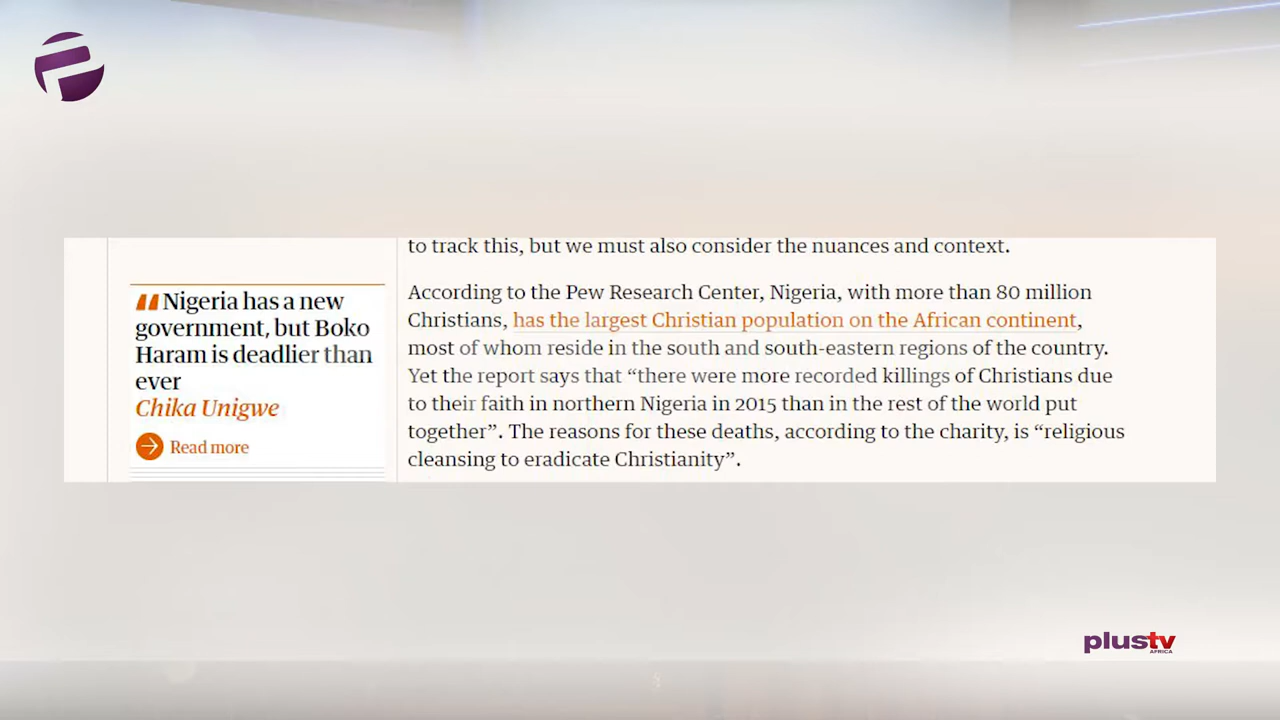 to track this, but we must also consider the nuances and context.
Nigeria has a new
government, but Boko
Haram is deadlier than
ever
Chika Unigwe
Read more
According to the Pew Research Center, Nigeria, with more than 80 million
Christians, has the largest Christian population on the African continent,
most of whom reside in the south and south-eastern regions of the country.
Yet the report says that “there were more recorded killings of Christians due
to their faith in northern Nigeria in 2015 than in the rest of the world put
together”. The reasons for these deaths, according to the charity, is “religious
cleansing to eradicate Christianity”.
plustv
AFRICA